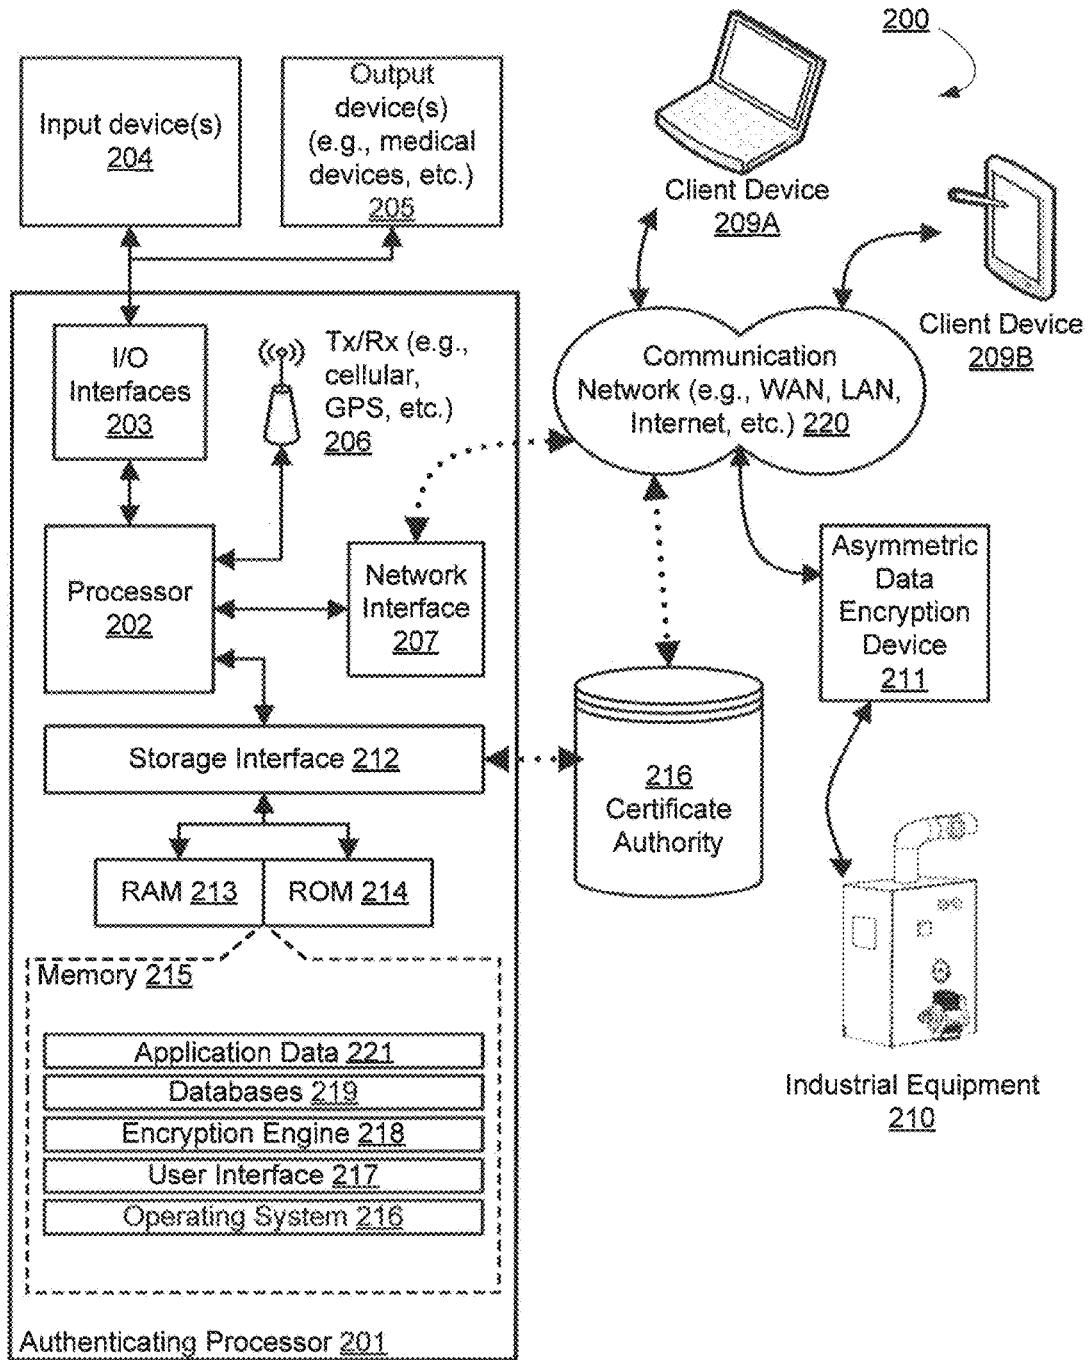 200
Input device(s)
204
Output
device(s)
(e.g., medical
devices, etc.)
205
Client Device
209A
Client Device
209B
I/O
Interfaces
203
Tx/Rx (e.g.,
cellular,
GPS, etc.)
206
Communication
Network (e.g., WAN, LAN,
Internet, etc.) 220
Processor
202
Network
Interface
207
Asymmetric
Data
Encryption
Device
211
Storage Interface 212
216
Certificate
Authority
RAM 213
ROM 214
Memory 215
Application Data 221
Databases 219
Encryption Engine 218
User Interface 217
Operating System 216
Industrial Equipment
210
Authenticating Processor 201